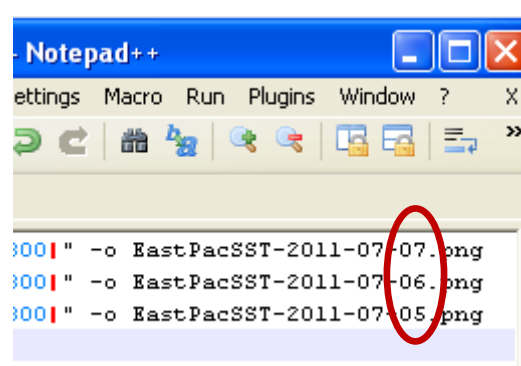 - Notepad++
ettings Macro Run Plugins Window ? X
300|" -o EastPacSST-2011-07-07.png
300|" -o EastPacSST-2011-07-06.png
300|" -o EastPacSST-2011-07-05.png